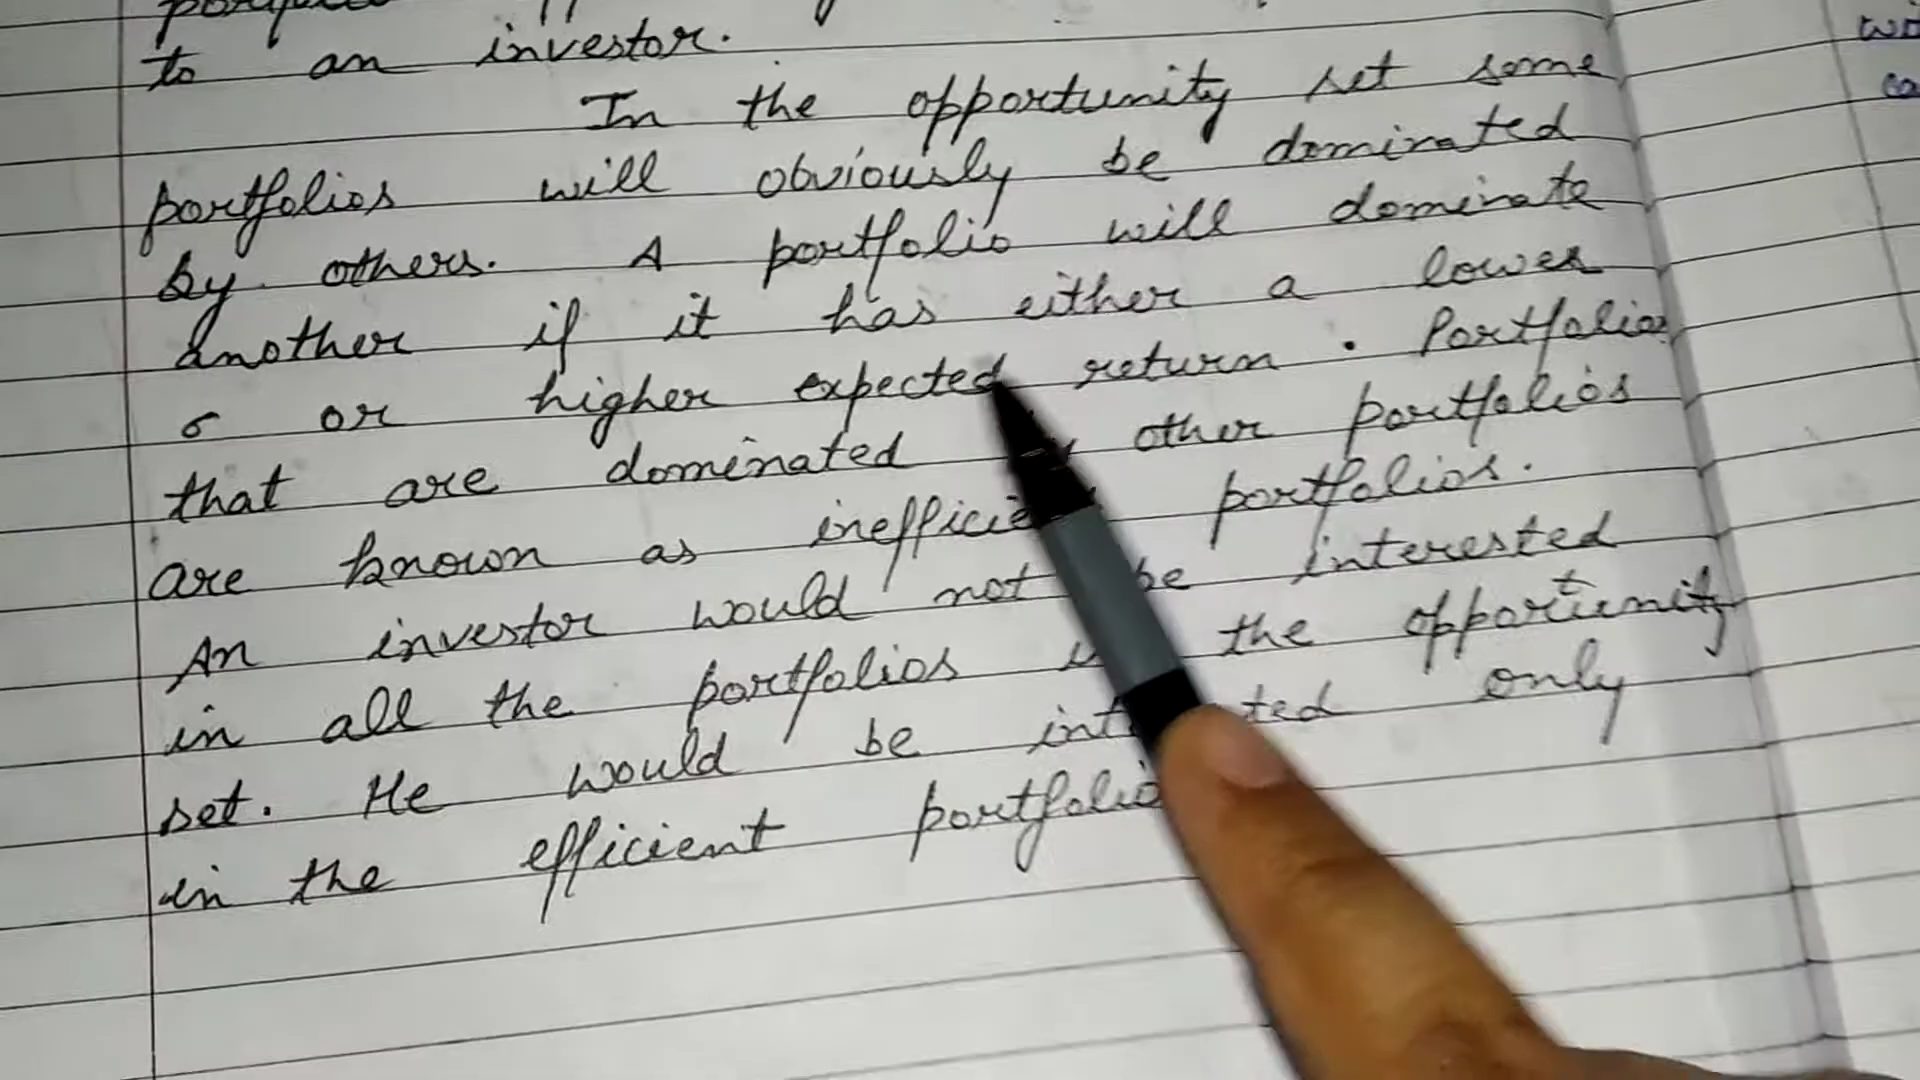 to an investor.
In the opportunity set some
portfolios will obviously be dominated
by others. A portfolio will dominate
another if it has either a lower
σ or higher expected return. Portfolios
that are dominated other portfolios
are known as portfolios.
An investor would not be interested
in all the portfolios the opportunity
set. He would be only
in the efficient